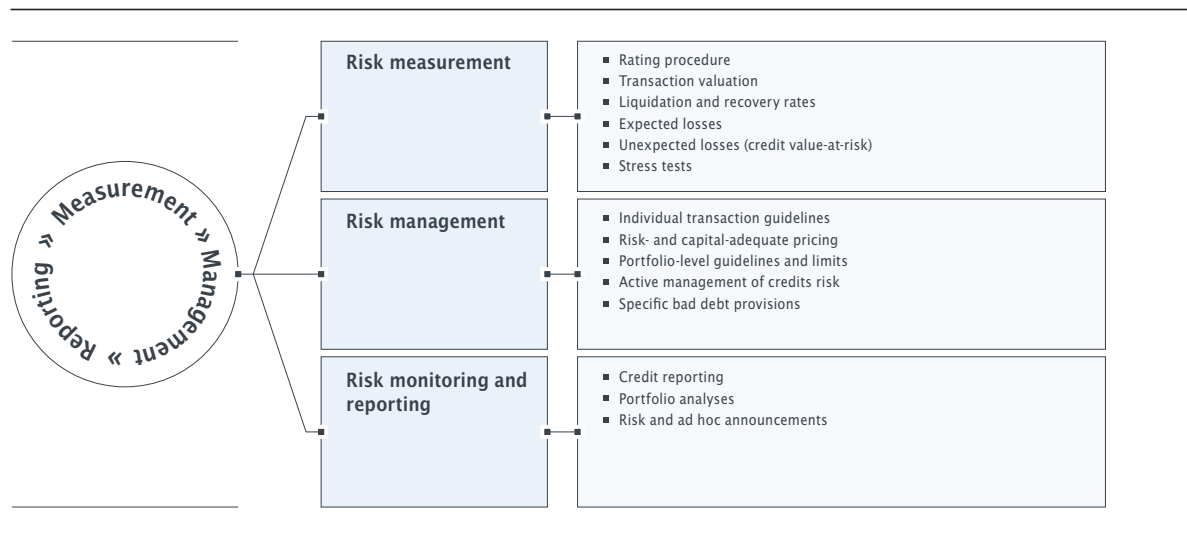 » Measurement » Management » Reporting
Risk measurement
▪ Rating procedure
▪ Transaction valuation
▪ Liquidation and recovery rates
▪ Expected losses
▪ Unexpected losses (credit value-at-risk)
▪ Stress tests
Risk management
▪ Individual transaction guidelines
▪ Risk- and capital-adequate pricing
▪ Portfolio-level guidelines and limits
▪ Active management of credits risk
▪ Specific bad debt provisions
Risk monitoring and
reporting
▪ Credit reporting
▪ Portfolio analyses
▪ Risk and ad hoc announcements